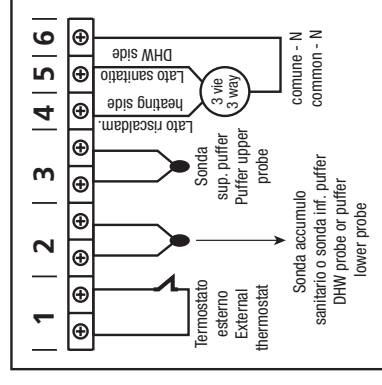 1 2 3 4 5 6
Termostato
esterno
External
thermostat
Sonda accumulo
sanitario o sonda inf. puffer
DHW probe or puffer
lower probe
Sonda
sup. puffer
Puffer upper
probe
Lato riscaldam.
heating side
Lato sanitatio
DHW side
3 vie
3 way
comune - N
common - N